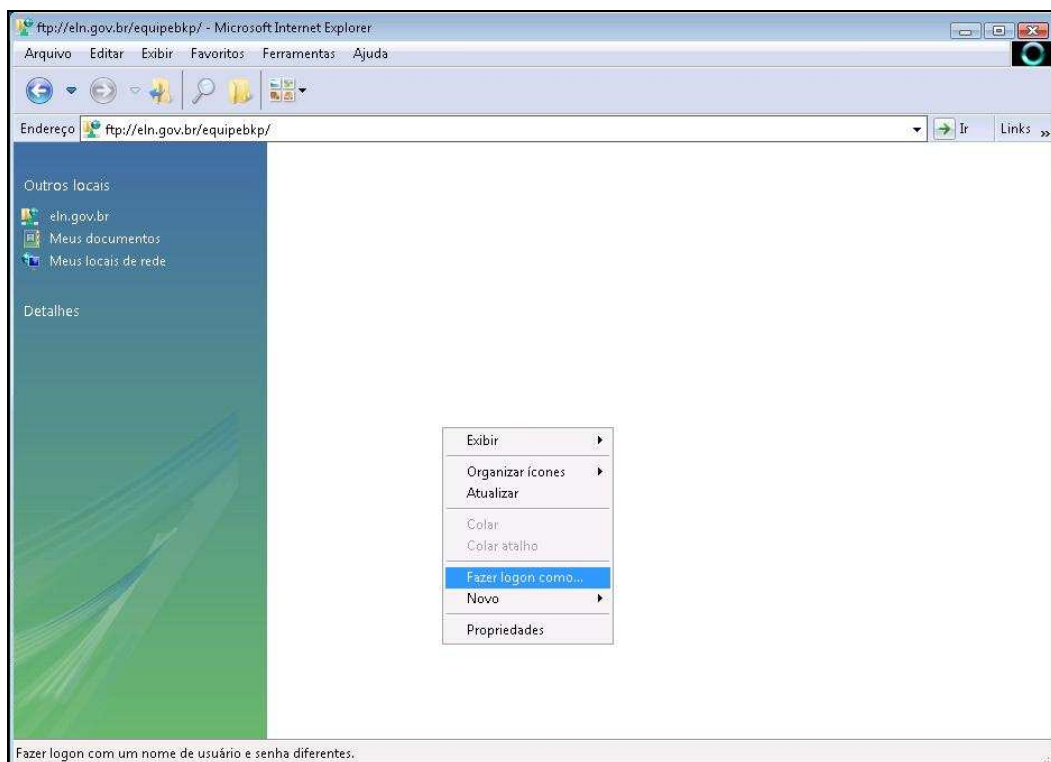 ftp://eln.gov.br/equipebkp/ - Microsoft Internet Explorer
Arquivo Editar Exibir Favoritos Ferramentas Ajuda
Endereço ftp://eln.gov.br/equipebkp/ Ir Links »
Outros locais
eln.gov.br
Meus documentos
Meus locais de rede
Detalhes
Exibir
Organizar ícones
Atualizar
Colar
Colar atalho
Fazer logon como...
Novo
Propriedades
Fazer logon com um nome de usuário e senha diferentes.